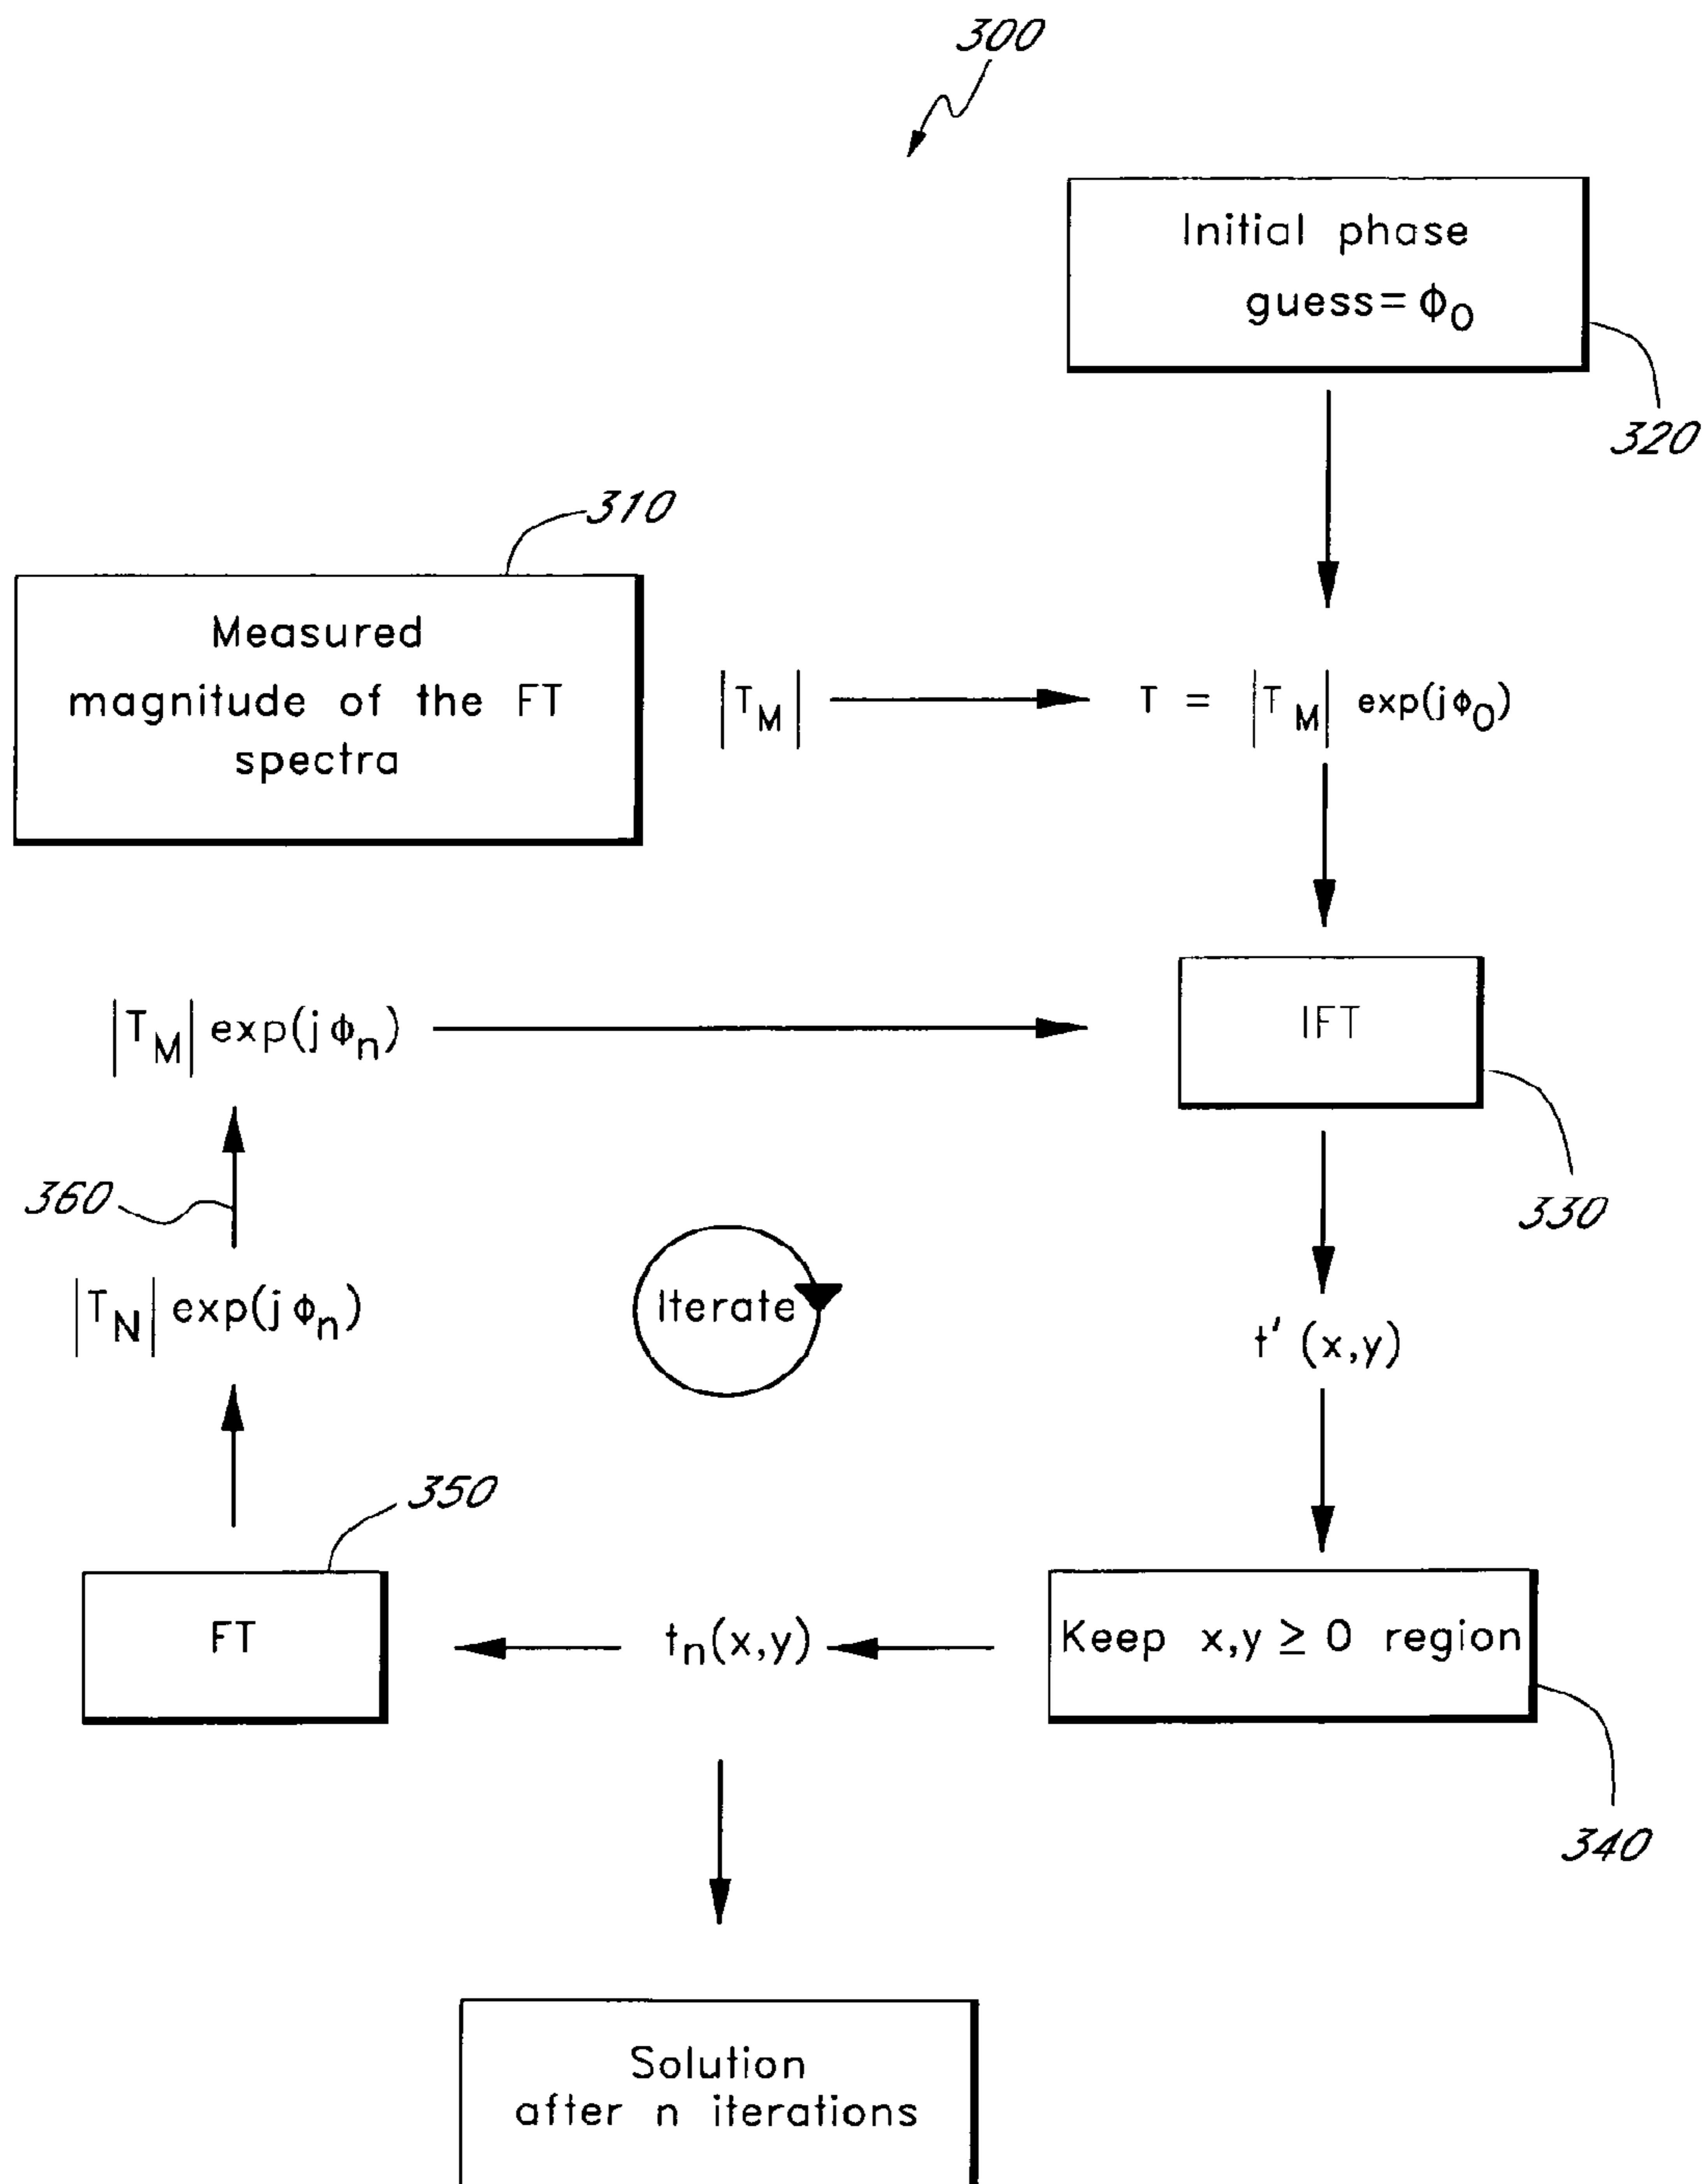 300
Initial phase
guess=ϕ0
320
310
Measured
magnitude of the FT
spectra
|TM|
T = |TM| exp(jϕ0)
|TM| exp(jϕn)
IFT
330
360
|TN| exp(jϕn)
Iterate
t' (x,y)
350
FT
tn(x,y)
Keep x,y ≥ 0 region
340
Solution
after n iterctions